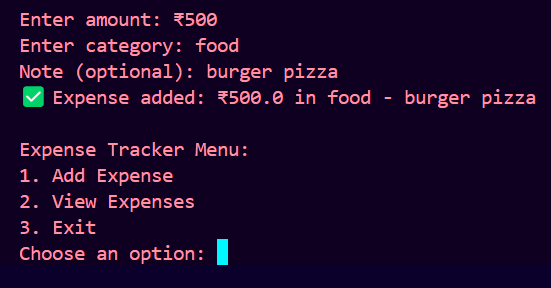 Enter amount: ₹500
Enter category: food
Note (optional): burger pizza
✅ Expense added: ₹500.0 in food - burger pizza
Expense Tracker Menu:
1. Add Expense
2. View Expenses
3. Exit
Choose an option: